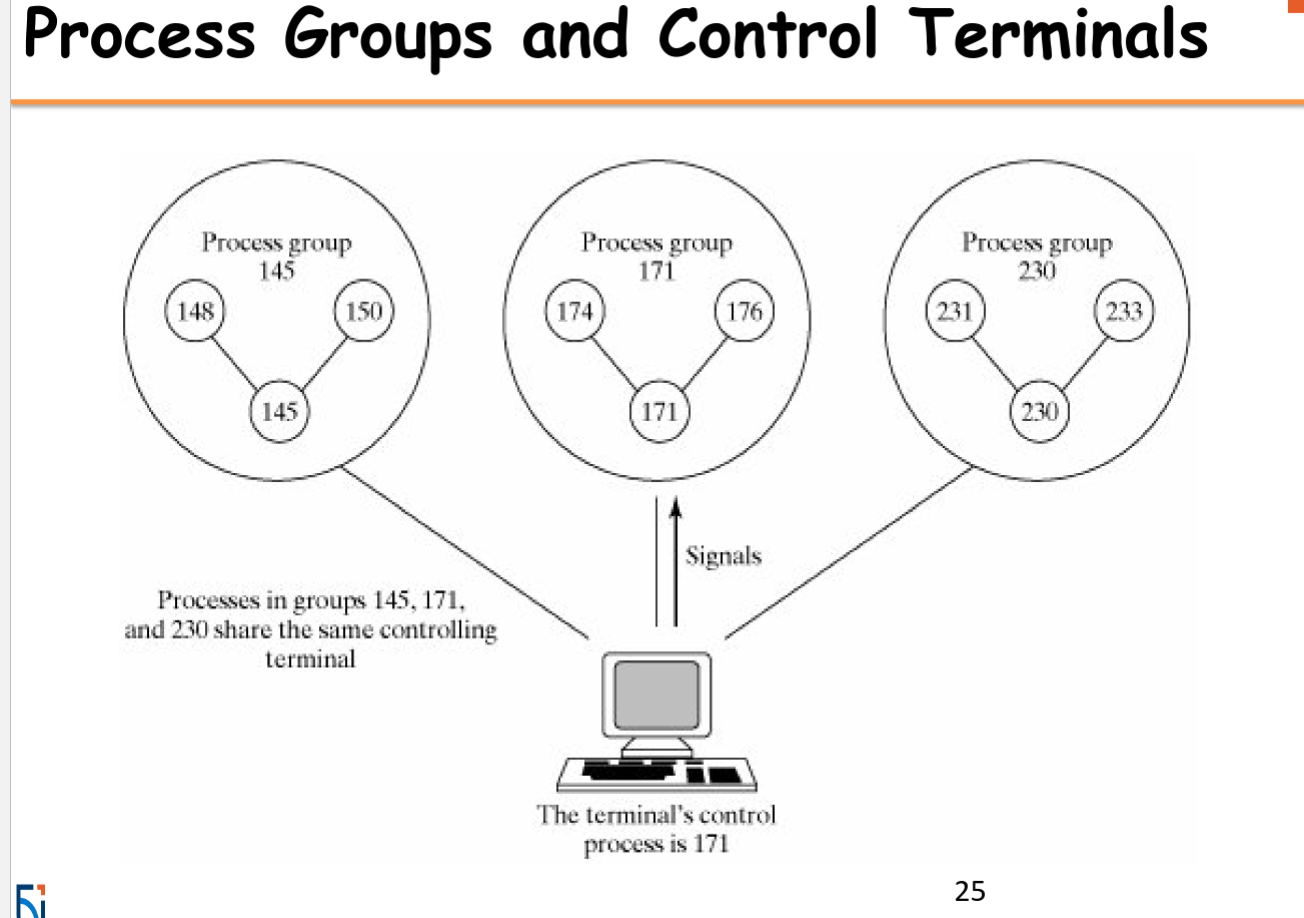 Process Groups and Control Terminals
Process group
145
148
150
145
Process group
171
174
176
171
Process group
230
231
233
230
Signals
Processes in groups 145, 171,
and 230 share the same controlling
terminal
The terminal's control
process is 171
25